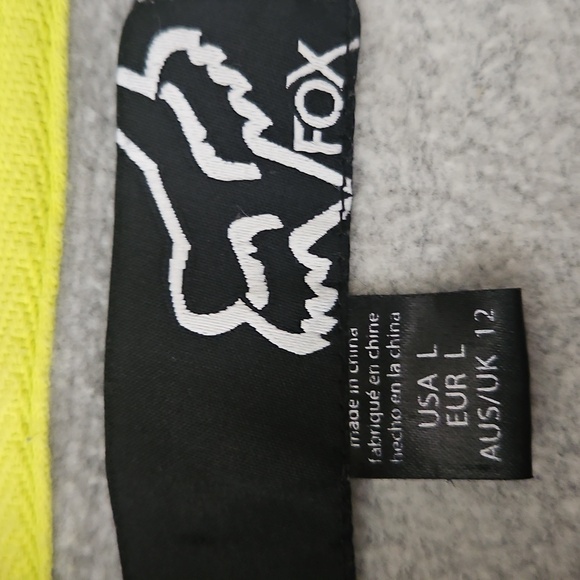 FOX
made in china
fabriqué en chine
hecho en la china
USA L
EUR L
AUS/UK 12